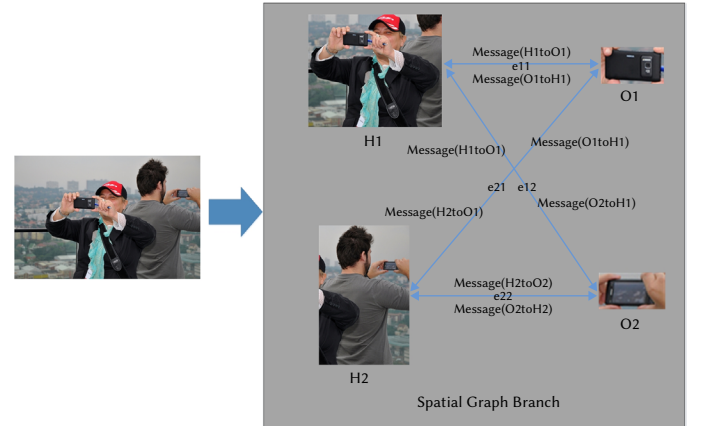 Message(H1toO1)
e11
Message(O1toH1)
O1
H1
Message(H1toO1)
Message(O1toH1)
e21 e12
Message(H2toO1)
Message(O2toH1)
Message(H2toO2)
e22
Message(O2toH2)
O2
H2
Spatial Graph Branch